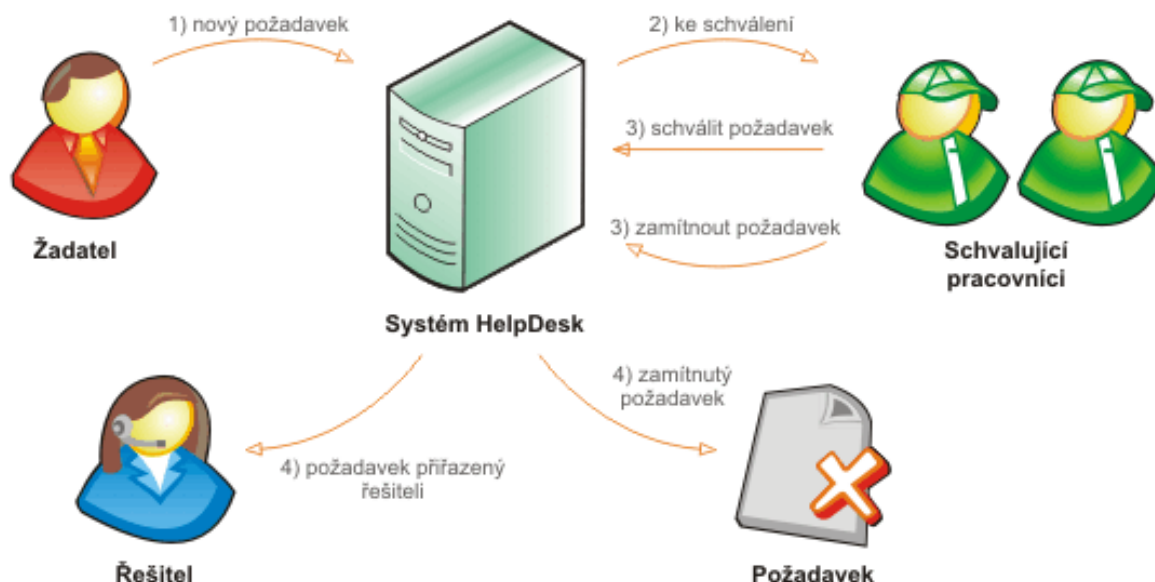 1) nový požadavek
2) ke schválení
3) schválit požadavek
3) zamítnout požadavek
Žadatel
Schvalující
pracovníci
Systém HelpDesk
4) zamítnutý
požadavek
4) požadavek přiřazený
řešiteli
Řešitel
Požadavek